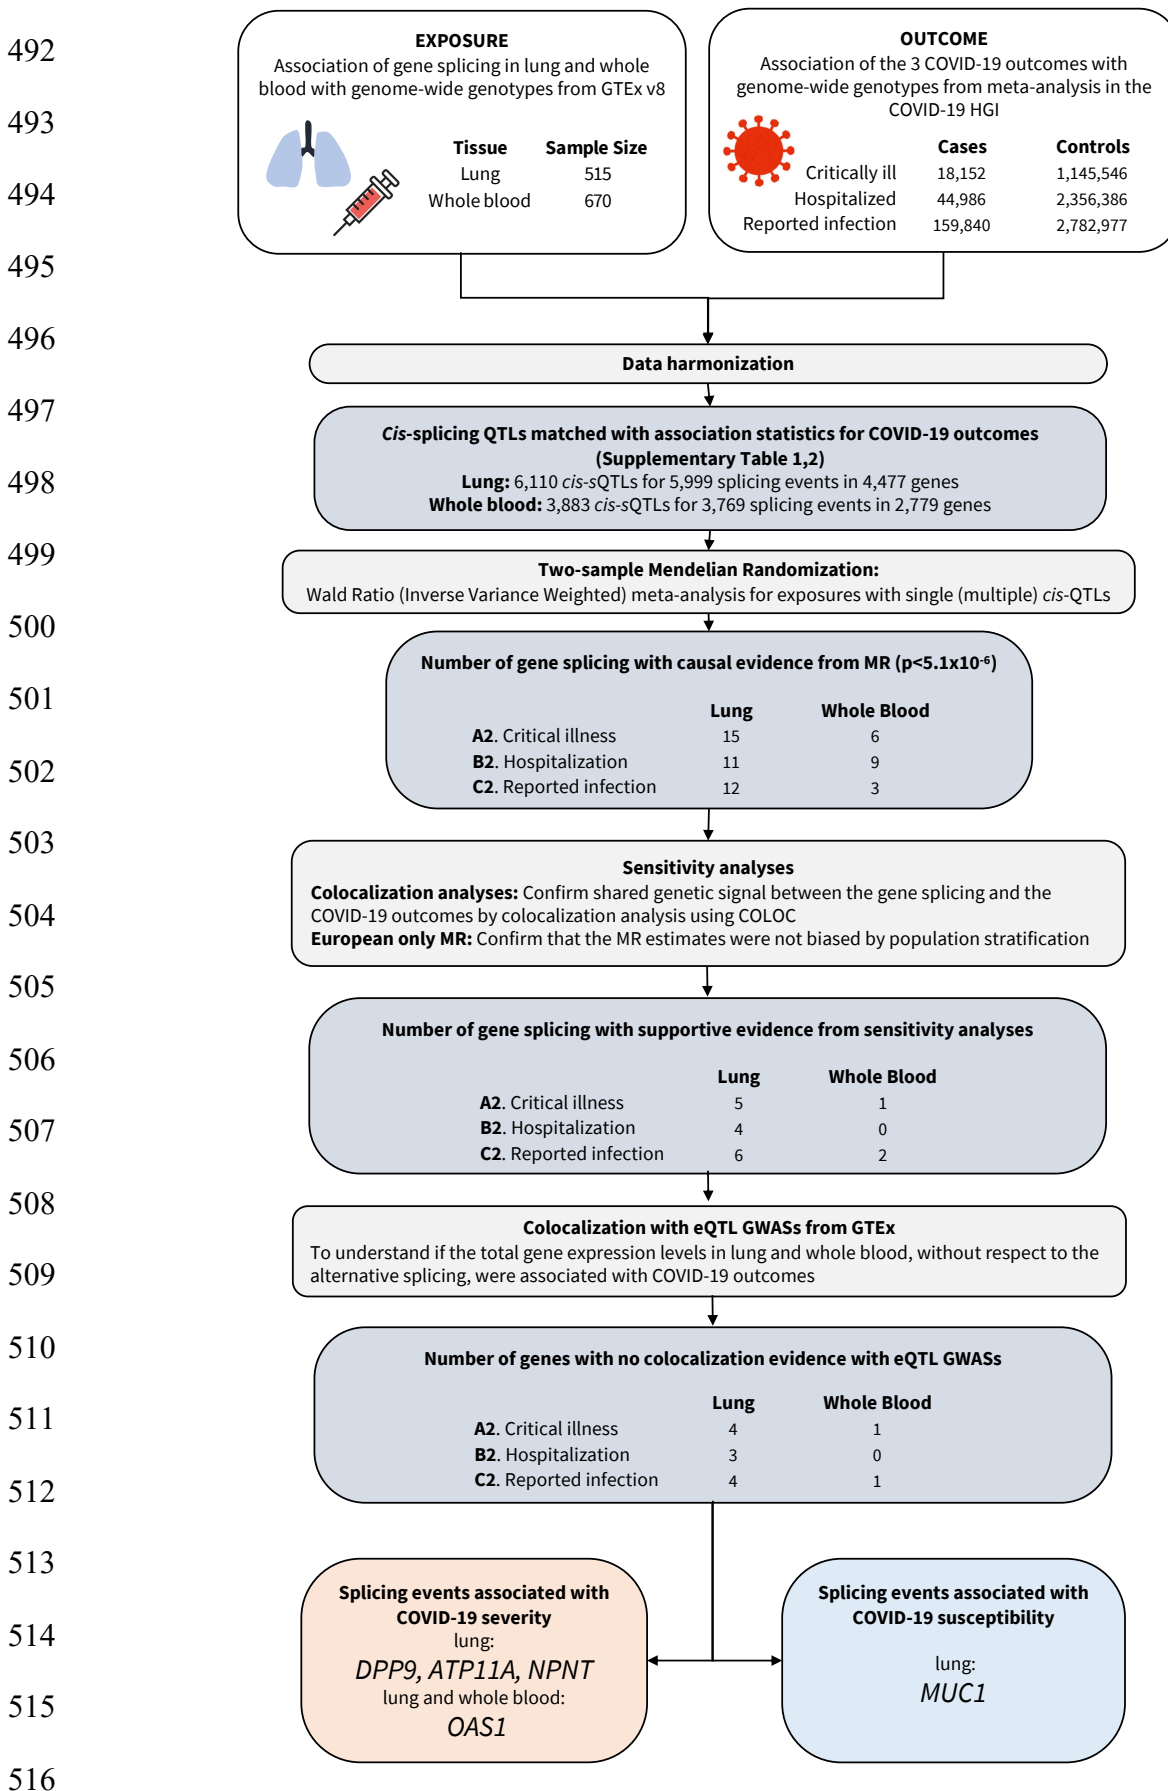 492
EXPOSURE
Association of gene splicing in lung and whole
blood with genome-wide genotypes from GTEx v8
Tissue Sample Size
Lung 515
Whole blood 670
OUTCOME
Association of the 3 COVID-19 outcomes with
genome-wide genotypes from meta-analysis in the
COVID-19 HGI
Cases Controls
Critically ill 18,152 1,145,546
Hospitalized 44,986 2,356,386
Reported infection 159,840 2,782,977
493
494
495
496
Data harmonization
497
Cis-splicing QTLs matched with association statistics for COVID-19 outcomes
(Supplementary Table 1,2)
498
Lung: 6,110 cis-sQTLs for 5,999 splicing events in 4,477 genes
Whole blood: 3,883 cis-sQTLs for 3,769 splicing events in 2,779 genes
499
Two-sample Mendelian Randomization:
Wald Ratio (Inverse Variance Weighted) meta-analysis for exposures with single (multiple) cis-QTLs
500
Number of gene splicing with causal evidence from MR (p<5.1x10⁻⁶)
501
Lung Whole Blood
A2. Critical illness 15 6
B2. Hospitalization 11 9
502
C2. Reported infection 12 3
503
Sensitivity analyses
Colocalization analyses: Confirm shared genetic signal between the gene splicing and the
504
COVID-19 outcomes by colocalization analysis using COLOC
European only MR: Confirm that the MR estimates were not biased by population stratification
505
Number of gene splicing with supportive evidence from sensitivity analyses
506
Lung Whole Blood
A2. Critical illness 5 1
507
B2. Hospitalization 4 0
C2. Reported infection 6 2
508
Colocalization with eQTL GWASs from GTEx
To understand if the total gene expression levels in lung and whole blood, without respect to the
509
alternative splicing, were associated with COVID-19 outcomes
510
Number of genes with no colocalization evidence with eQTL GWASs
511
Lung Whole Blood
A2. Critical illness 4 1
B2. Hospitalization 3 0
512
C2. Reported infection 4 1
513
Splicing events associated with
COVID-19 severity
lung:
DPP9, ATP11A, NPNT
lung and whole blood:
OAS1
Splicing events associated with
COVID-19 susceptibility
lung:
MUC1
514
515
516